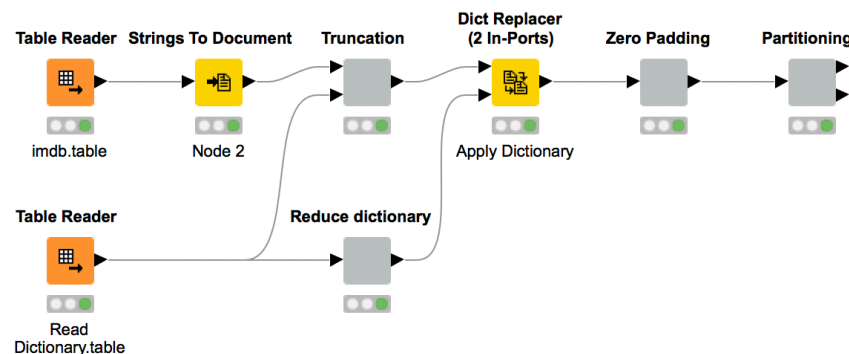 Table Reader
Strings To Document
Truncation
Dict Replacer
(2 In-Ports)
Zero Padding
Partitioning
imdb.table
Node 2
Apply Dictionary
Table Reader
Reduce dictionary
Read
Dictionary.table